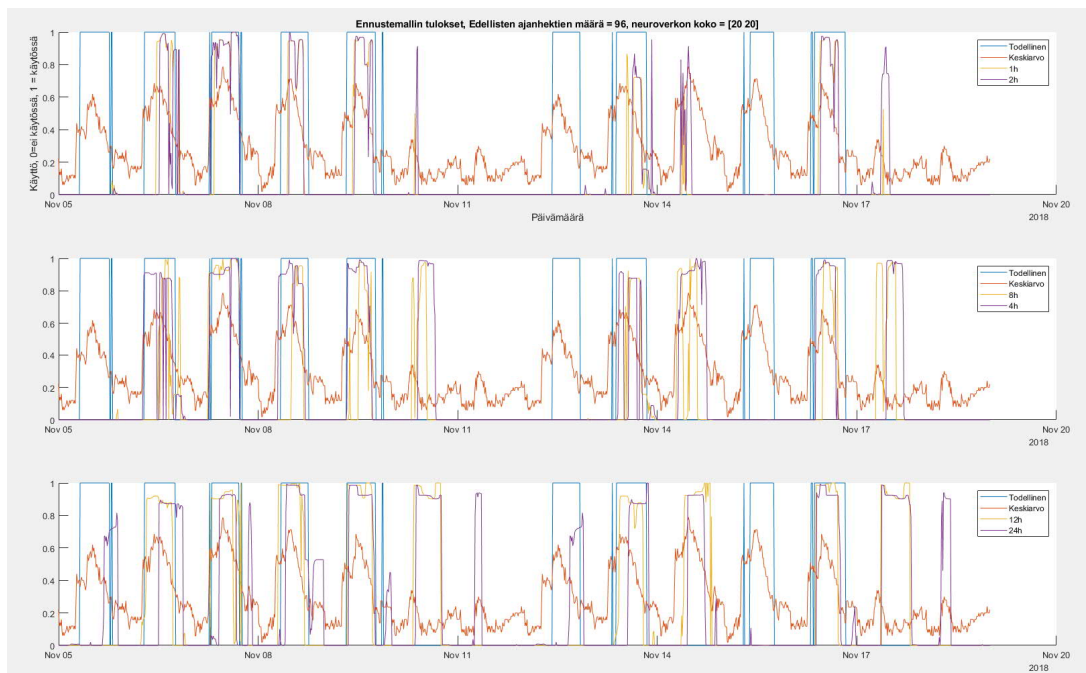 Ennustemallin tulokset, Edellisten ajanhektien määrä = 96, neuroverkon koko = [20 20]
Käyttö, 0=ei käytössä, 1 = käytössä
1
0.8
0.6
0.4
0.2
0
Todellinen
Keskiarvo
1h
2h
Nov 05
Nov 08
Nov 11
Nov 14
Nov 17
Nov 20
Päivämäärä
2018
1
0.8
0.6
0.4
0.2
0
Todellinen
Keskiarvo
8h
4h
Nov 05
Nov 08
Nov 11
Nov 14
Nov 17
Nov 20
2018
1
0.8
0.6
0.4
0.2
0
Todellinen
Keskiarvo
12h
24h
Nov 05
Nov 08
Nov 11
Nov 14
Nov 17
Nov 20
2018